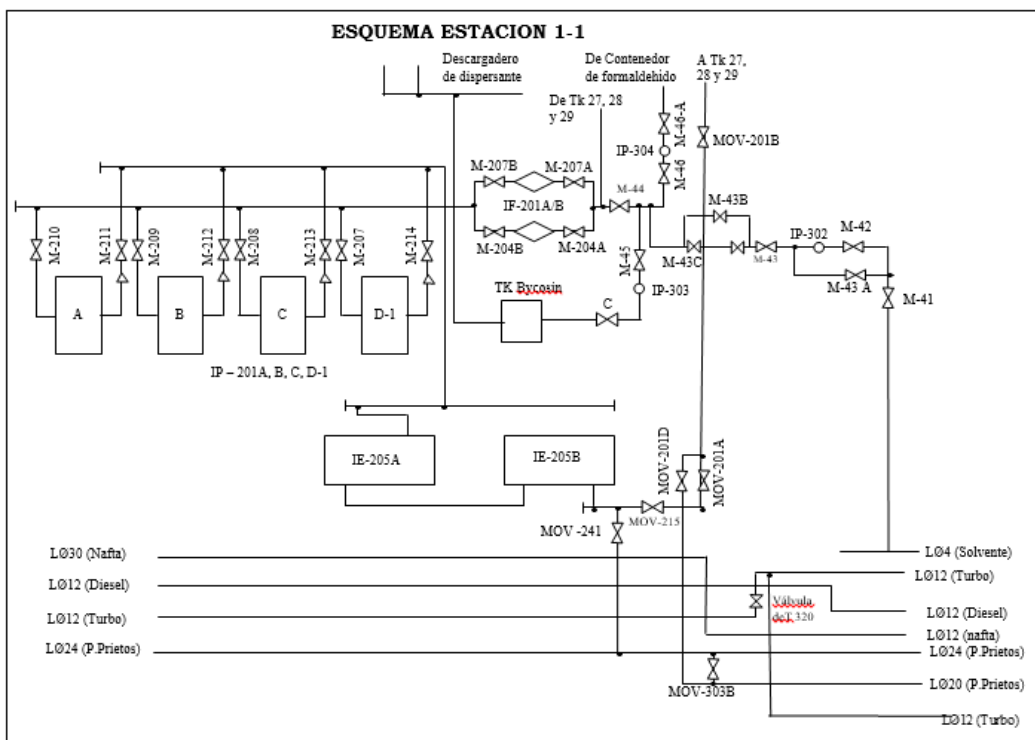 ESQUEMA ESTACION 1-1
Descargadero
de dispersante
De Contenedor
de formaldehido
A Tk 27,
28 y 29
De Tk 27, 28
y 29
M-46-A
IP-304
M-46
MOV-201B
M-207B
M-207A
M-44
IF-201A/B
M-204B
M-204A
M-43B
IP-302
M-42
M-43C
M-43
M-43 A
M-41
M-45
IP-303
M-210
M-211
M-209
M-212
M-208
M-213
M-207
M-214
TK Bycosin
C
A
B
C
D-1
IP – 201A, B, C, D-1
IE-205A
IE-205B
MOV-201D
MOV-201A
MOV -241
MOV-215
LØ30 (Nafta)
LØ12 (Diesel)
LØ12 (Turbo)
LØ24 (P.Prietos)
LØ4 (Solvente)
LØ12 (Turbo)
Válvula
deT 320
LØ12 (Diesel)
LØ12 (nafta)
LØ24 (P.Prietos)
LØ20 (P.Prietos)
MOV-303B
LØ12 (Turbo)